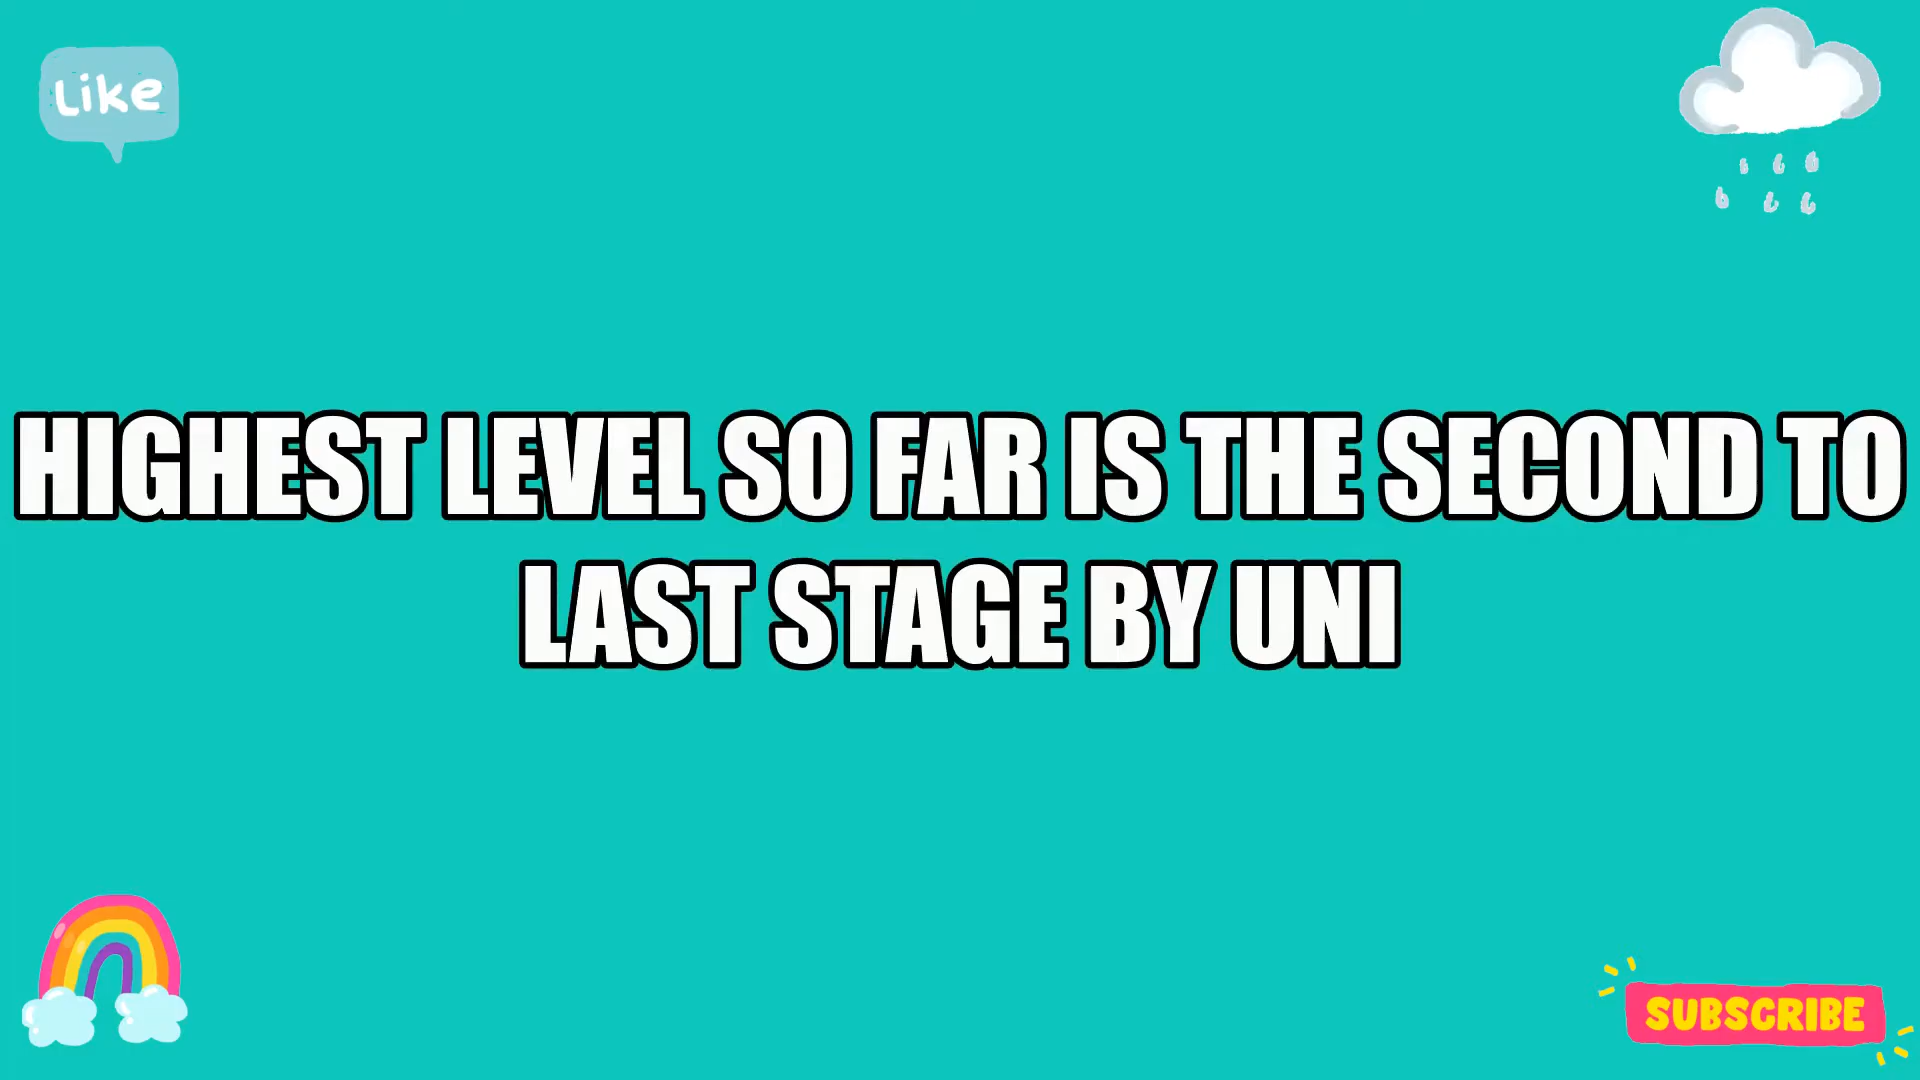 Like
HIGHEST LEVEL SO FAR IS THE SECOND TO
LAST STAGE BY UNI
SUBSCRIBE